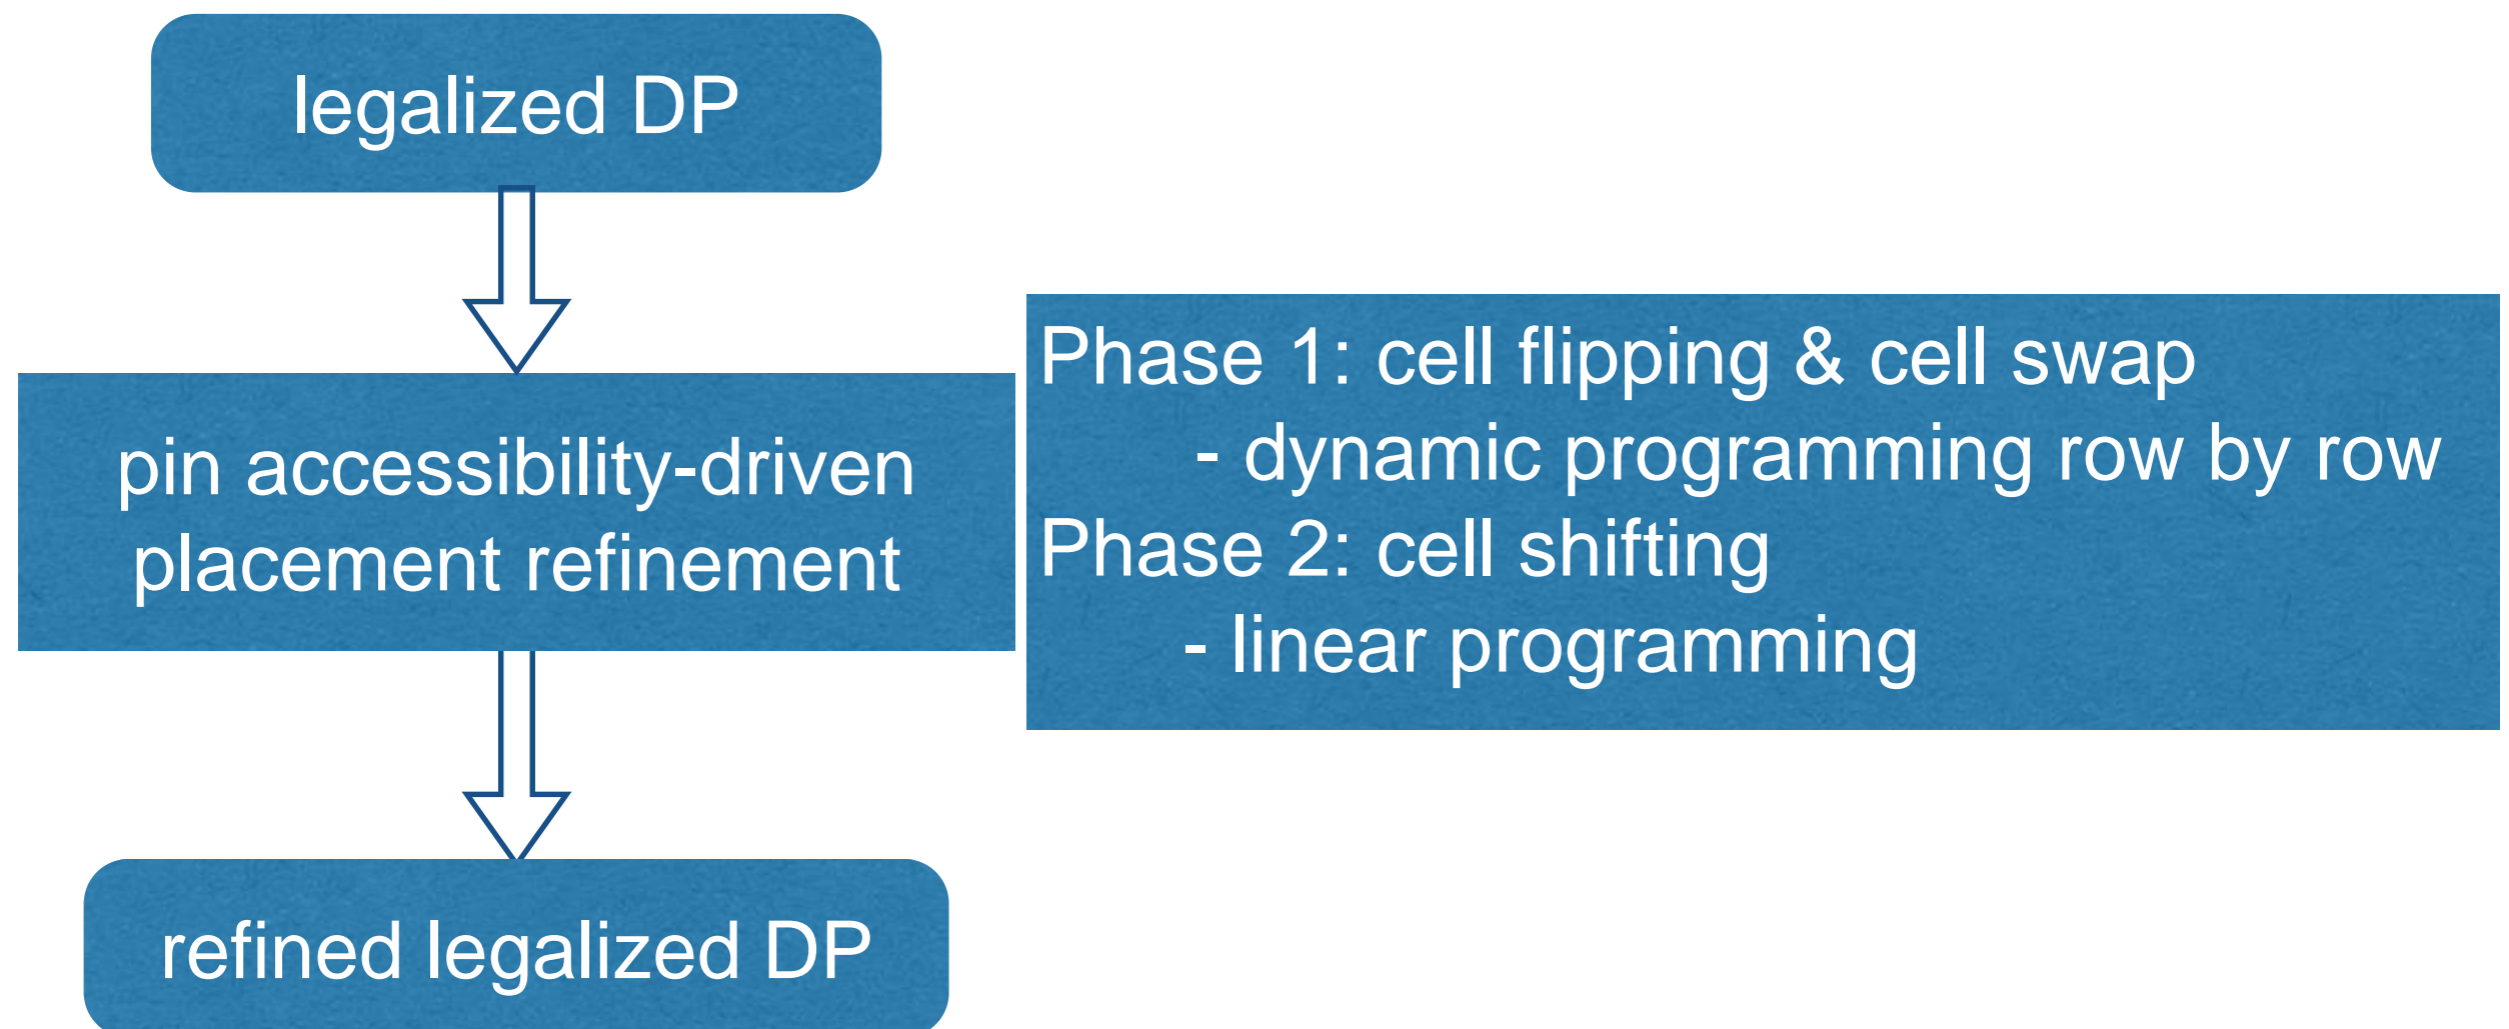 legalized DP
pin accessibility-driven
placement refinement
Phase 1: cell flipping & cell swap
- dynamic programming row by row
Phase 2: cell shifting
- linear programming
refined legalized DP